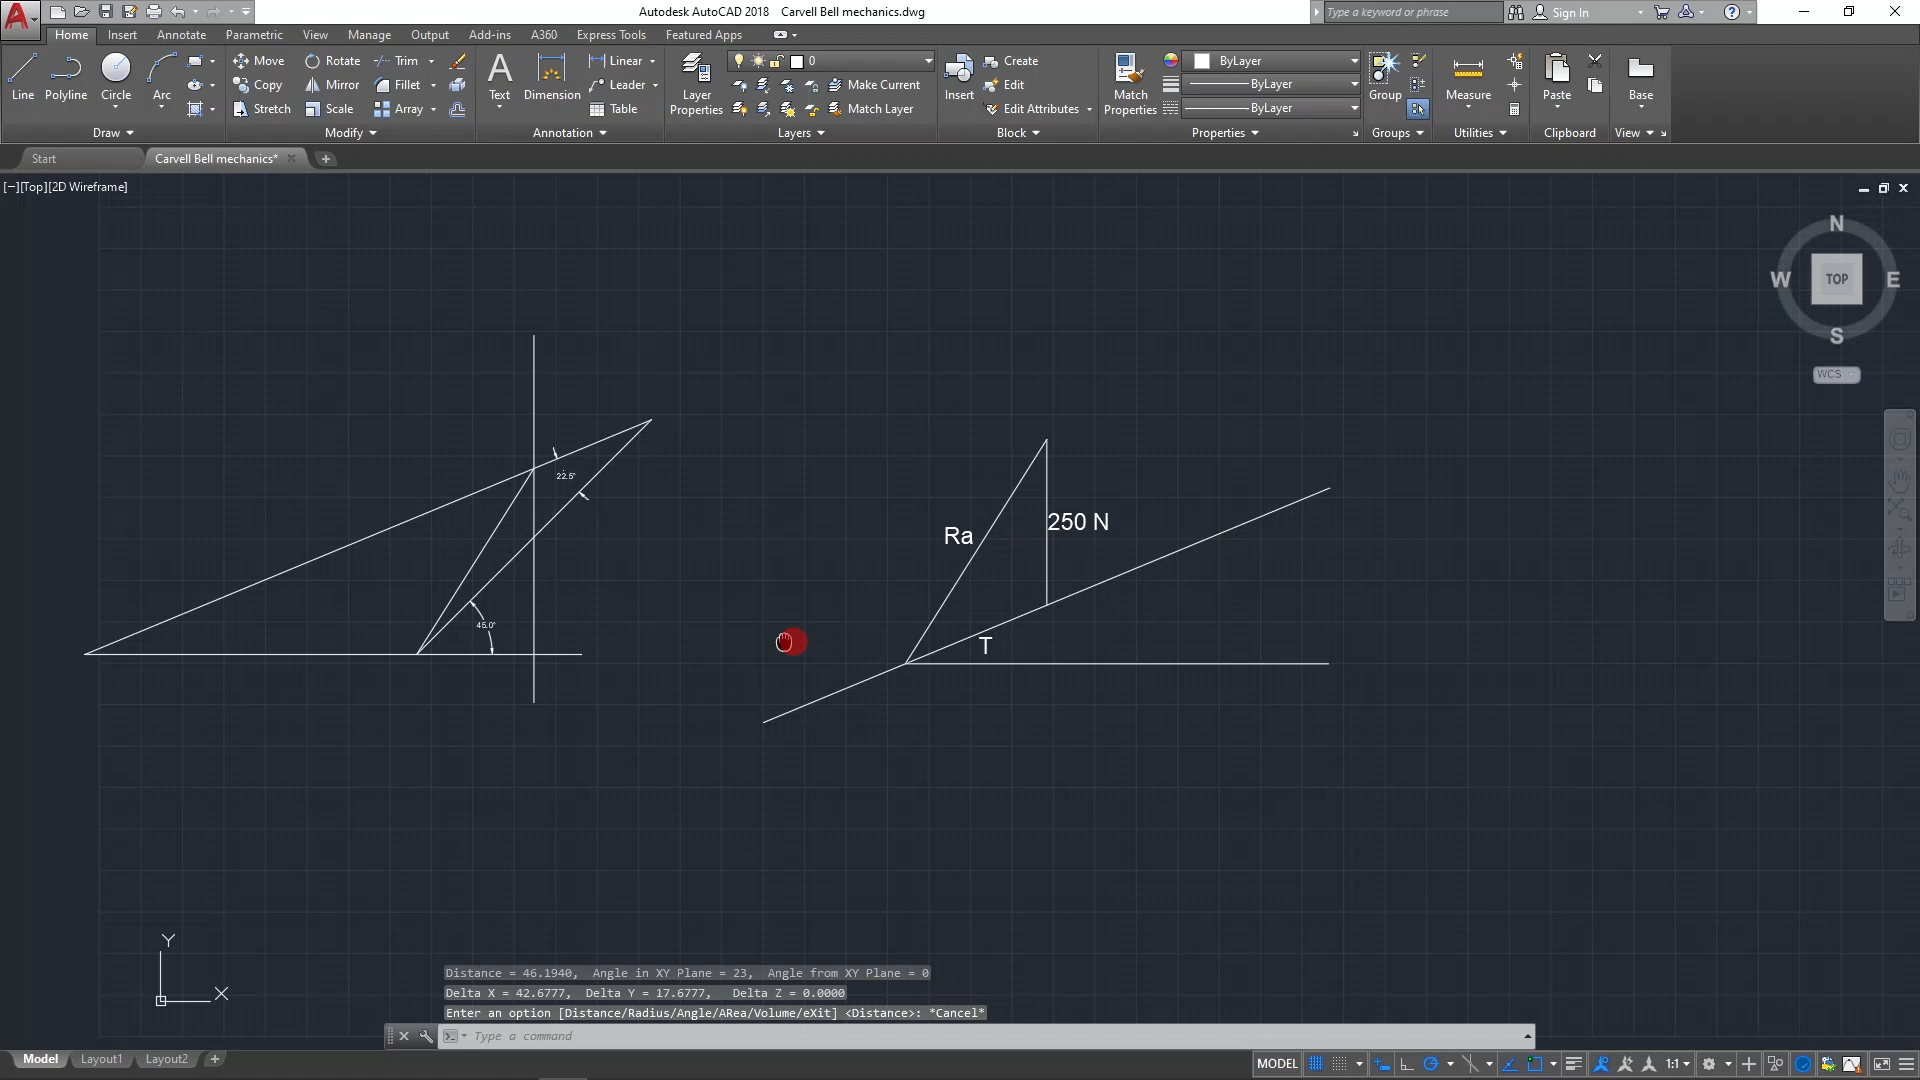 Autodesk AutoCAD 2018 Carvell Bell mechanics.dwg
Type a keyword or phrase
Sign In
Home Insert Annotate Parametric View Manage Output Add-ins A360 Express Tools Featured Apps
Line Polyline Circle Arc
Move Rotate Trim
Copy Mirror Fillet
Stretch Scale Array
Text Dimension
Linear
Leader
Table
Layer Properties
0
Make Current
Match Layer
Insert
Create
Edit
Edit Attributes
Match Properties
ByLayer
ByLayer
ByLayer
Group
Measure
Paste
Base
Draw Modify Annotation Layers Block Properties Groups Utilities Clipboard View
Start Carvell Bell mechanics*
[−][Top][2D Wireframe]
N
W TOP E
S
WCS
22.5°
45.0°
Ra
250 N
T
Y
X
Distance = 46.1940, Angle in XY Plane = 23, Angle from XY Plane = 0
Delta X = 42.6777, Delta Y = 17.6777, Delta Z = 0.0000
Enter an option [Distance/Radius/Angle/ARea/Volume/eXit] <Distance>: *Cancel*
Type a command
Model Layout1 Layout2
MODEL
1:1